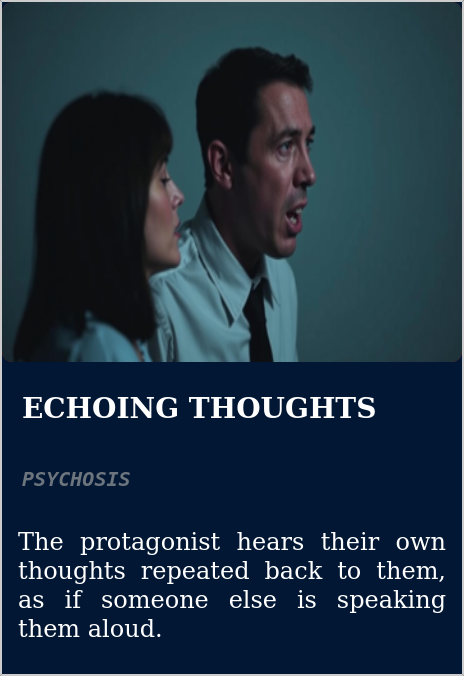 ECHOING THOUGHTS
PSYCHOSIS
The protagonist hears their own
thoughts repeated back to them,
as if someone else is speaking
them aloud.